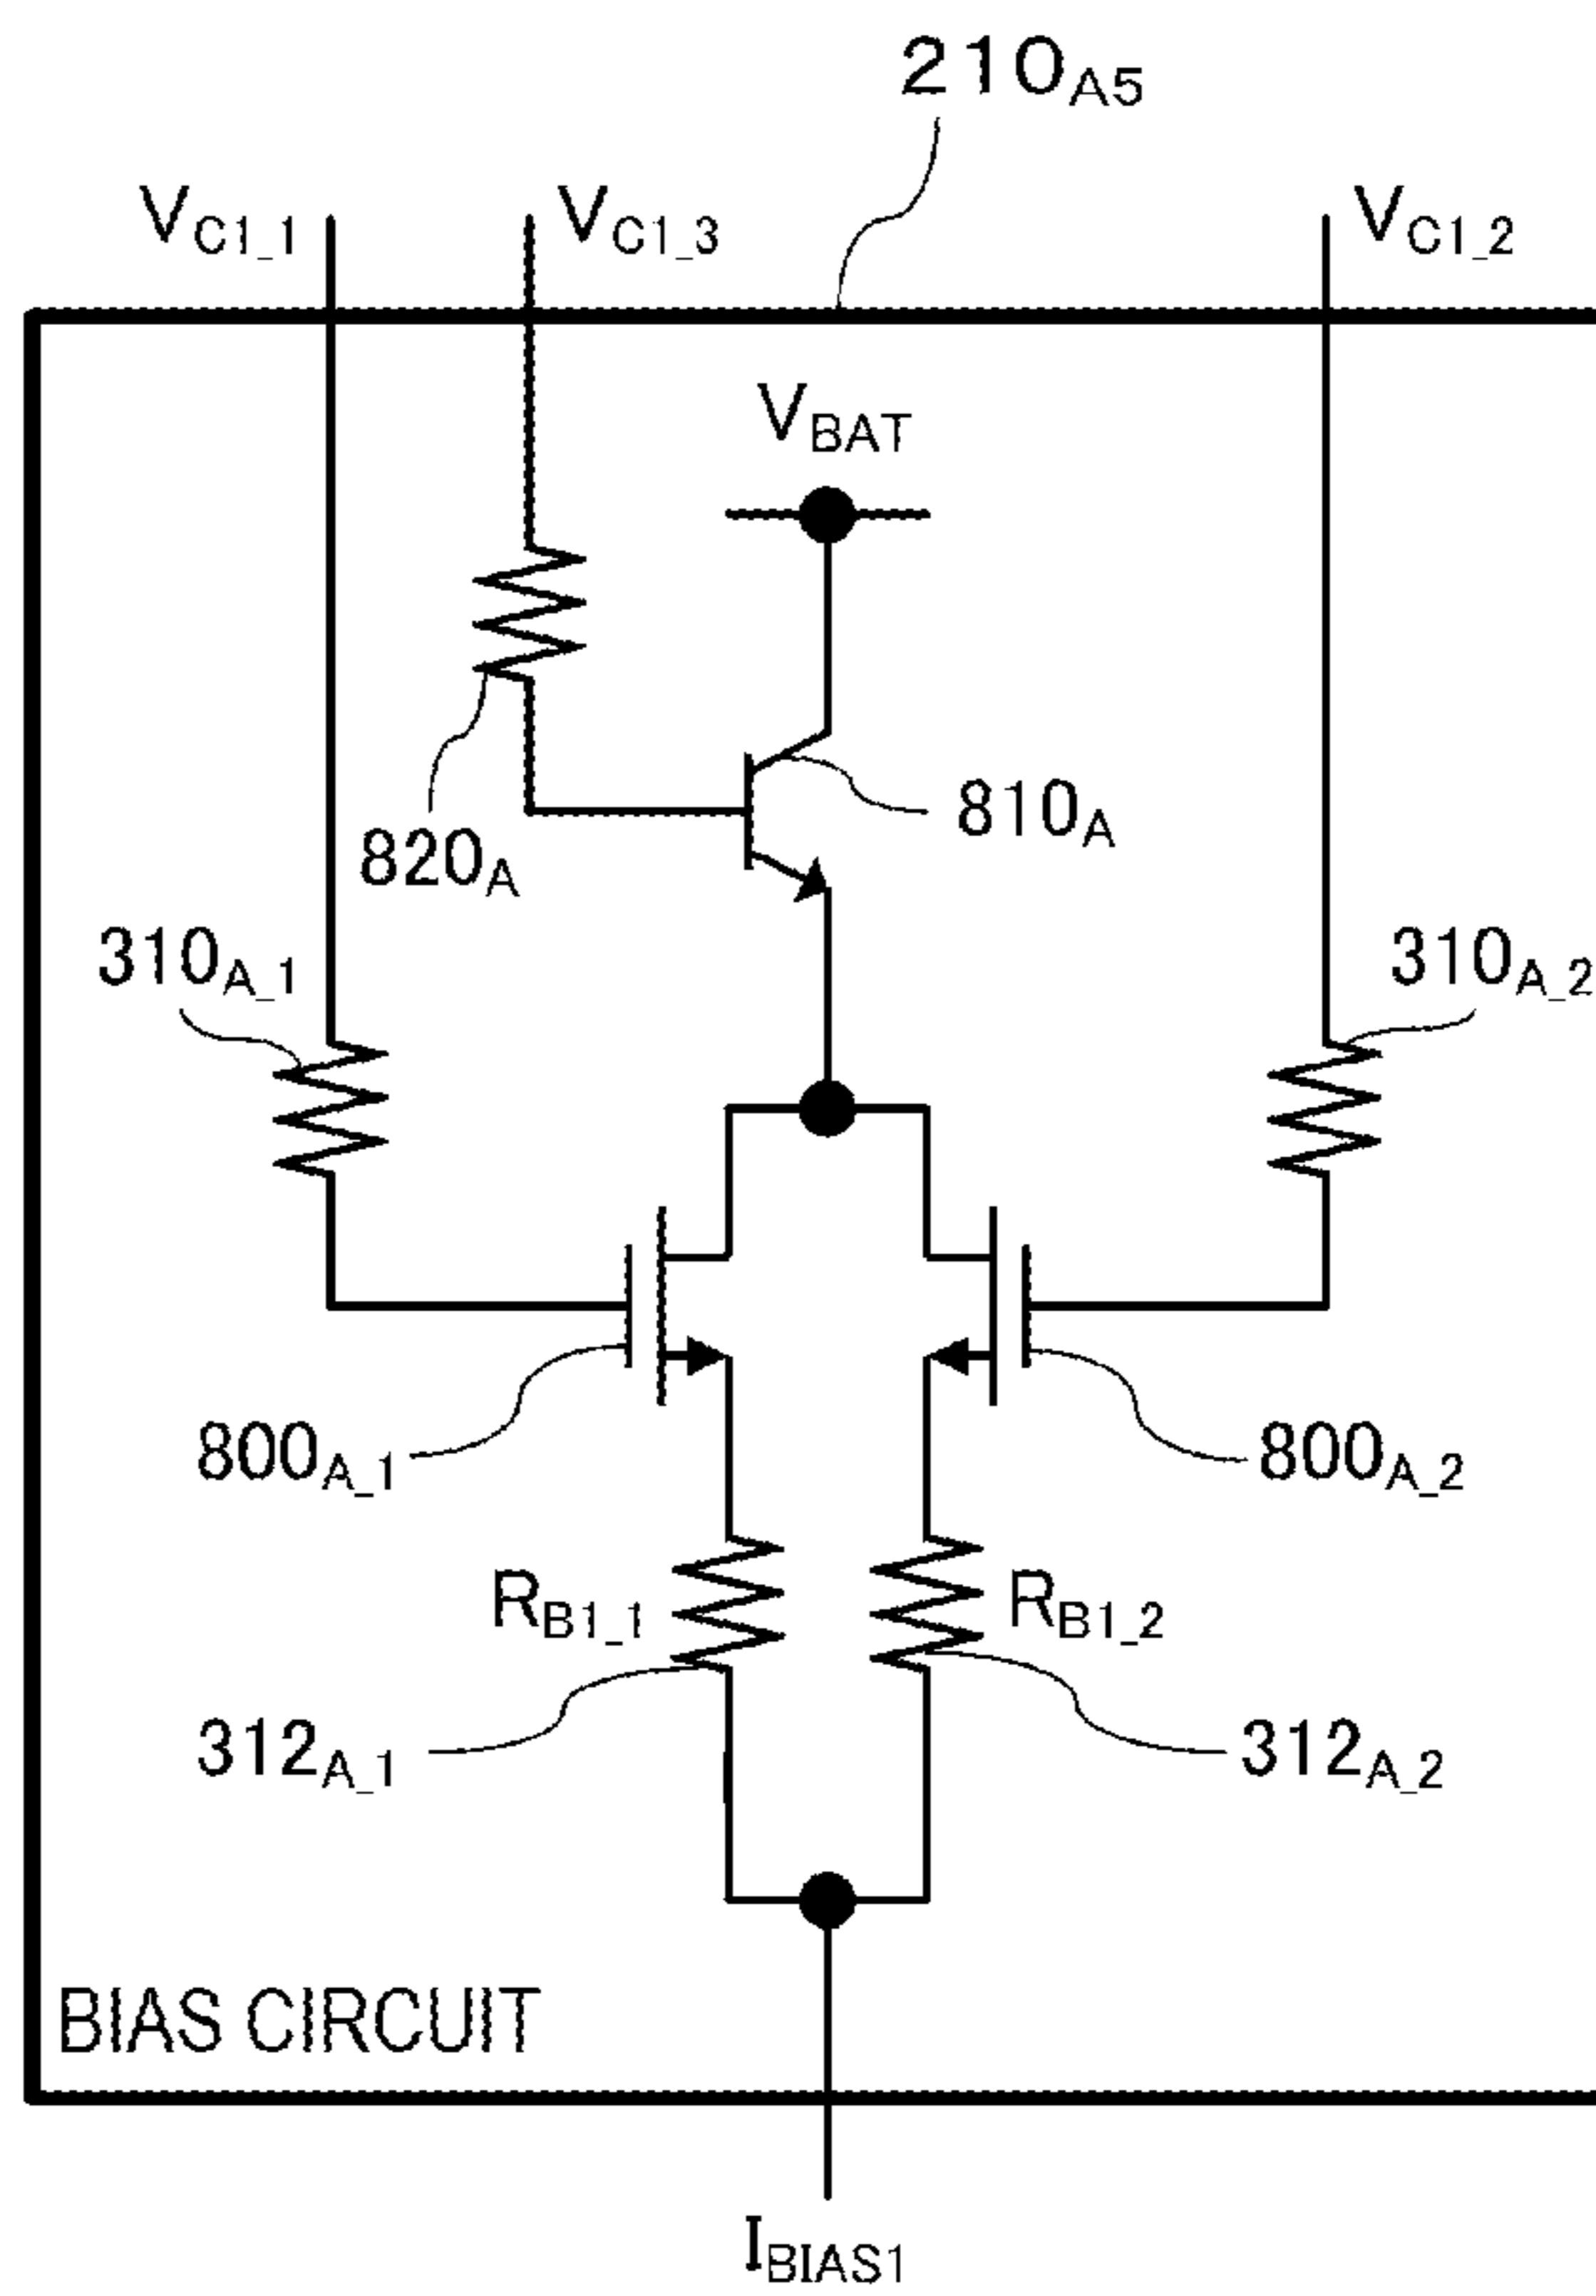 210A5
VC1_1
VC1_3
VC1_2
VBAT
810A
820A
310A_1
310A_2
800A_1
800A_2
RB1_1
RB1_2
312A_1
312A_2
BIAS CIRCUIT
IBIAS1